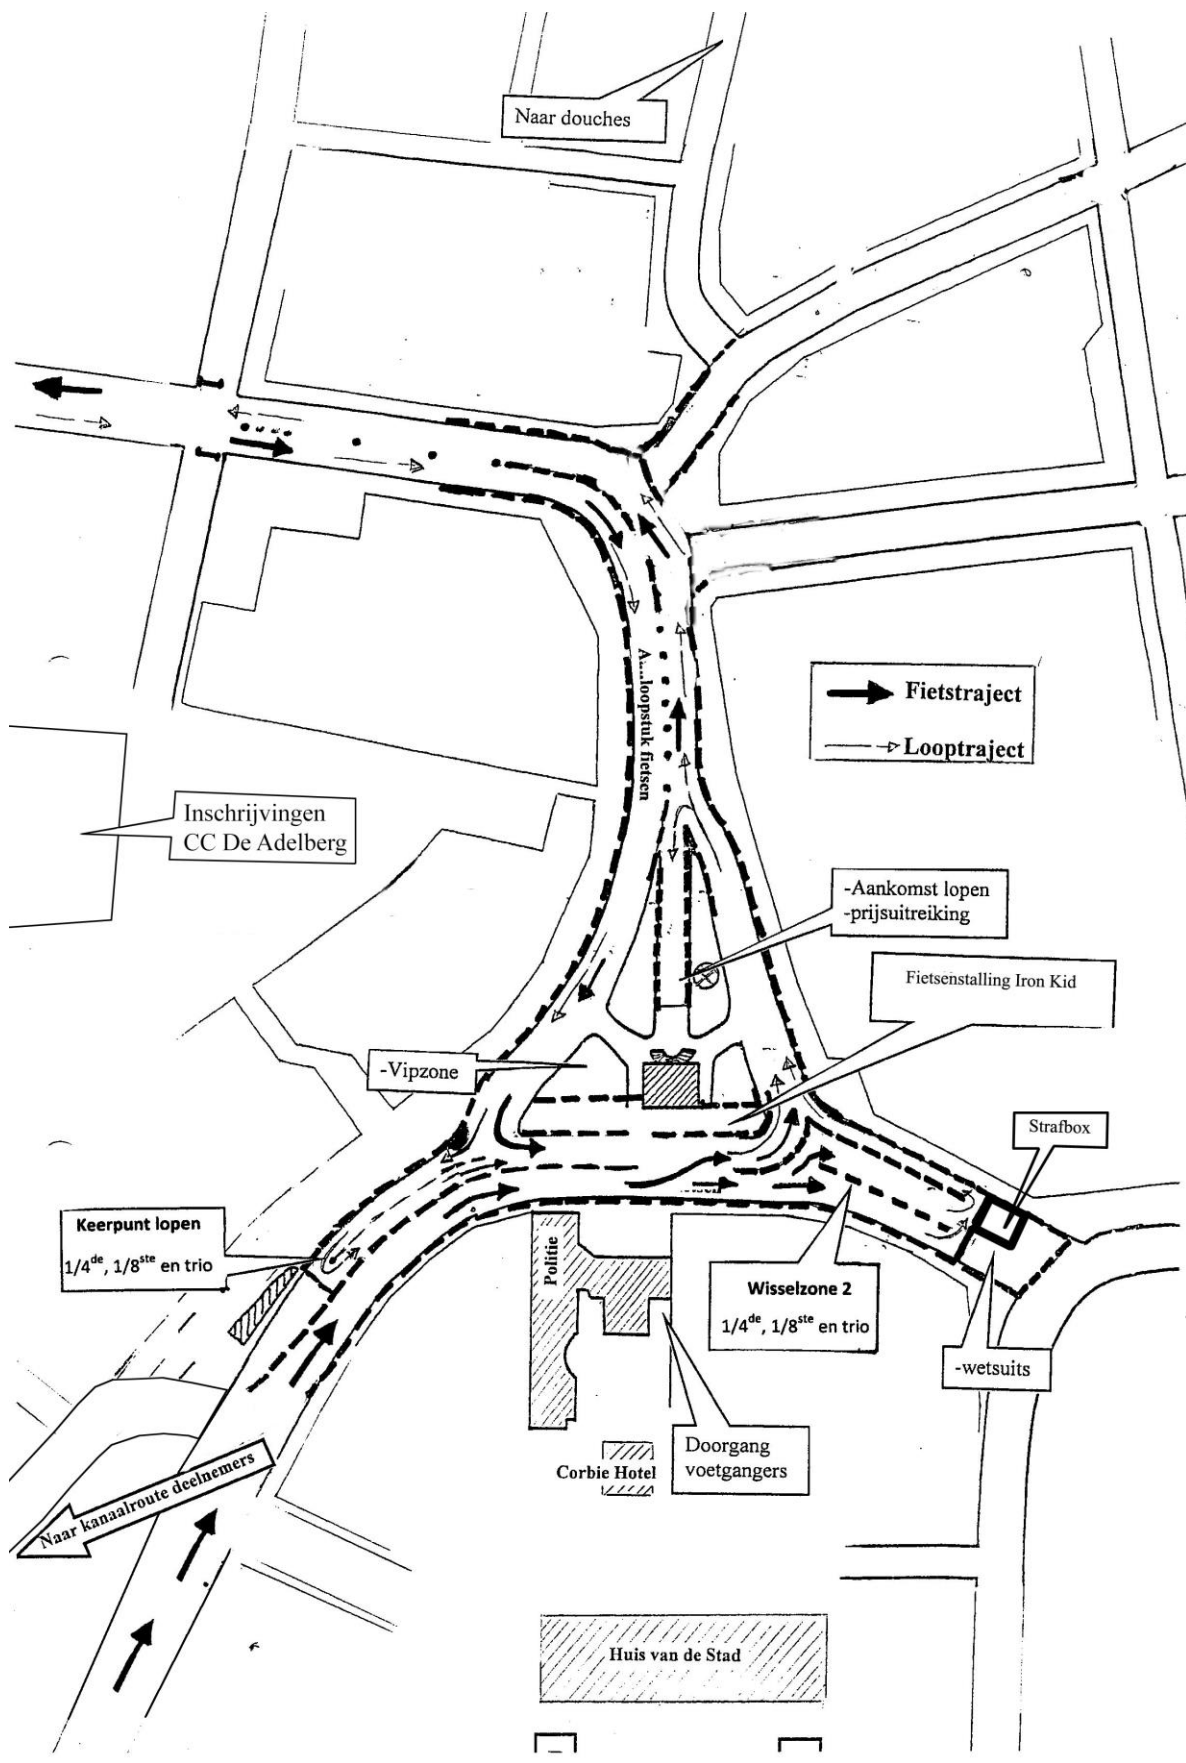 Naar douches
Fietstraject
Looptraject
loopstuk fietsen
Inschrijvingen
CC De Adelberg
-Aankomst lopen
-prijsuitreiking
Fietsenstalling Iron Kid
-Vipzone
Strafbox
Keerpunt lopen
1/4de, 1/8ste en trio
Politie
Wisselzone 2
1/4de, 1/8ste en trio
-wetsuits
Doorgang
voetgangers
Corbie Hotel
Naar kanaalroute deelnemers
Huis van de Stad